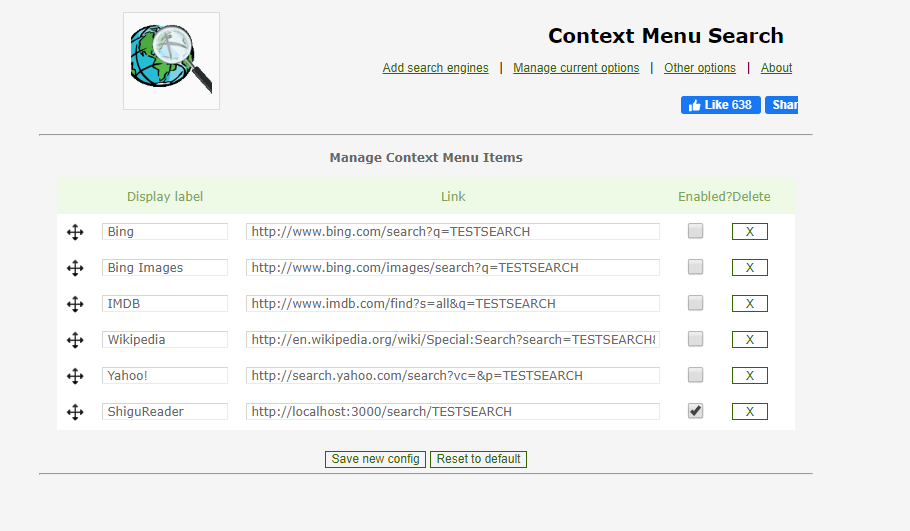 Context Menu Search
Add search engines | Manage current options | Other options | About
Like 638 Shar
Manage Context Menu Items
Display label Link Enabled?Delete
Bing http://www.bing.com/search?q=TESTSEARCH X
Bing Images http://www.bing.com/images/search?q=TESTSEARCH X
IMDB http://www.imdb.com/find?s=all&q=TESTSEARCH X
Wikipedia http://en.wikipedia.org/wiki/Special:Search?search=TESTSEARCH& X
Yahoo! http://search.yahoo.com/search?vc=&p=TESTSEARCH X
ShiguReader http://localhost:3000/search/TESTSEARCH X
Save new config Reset to default